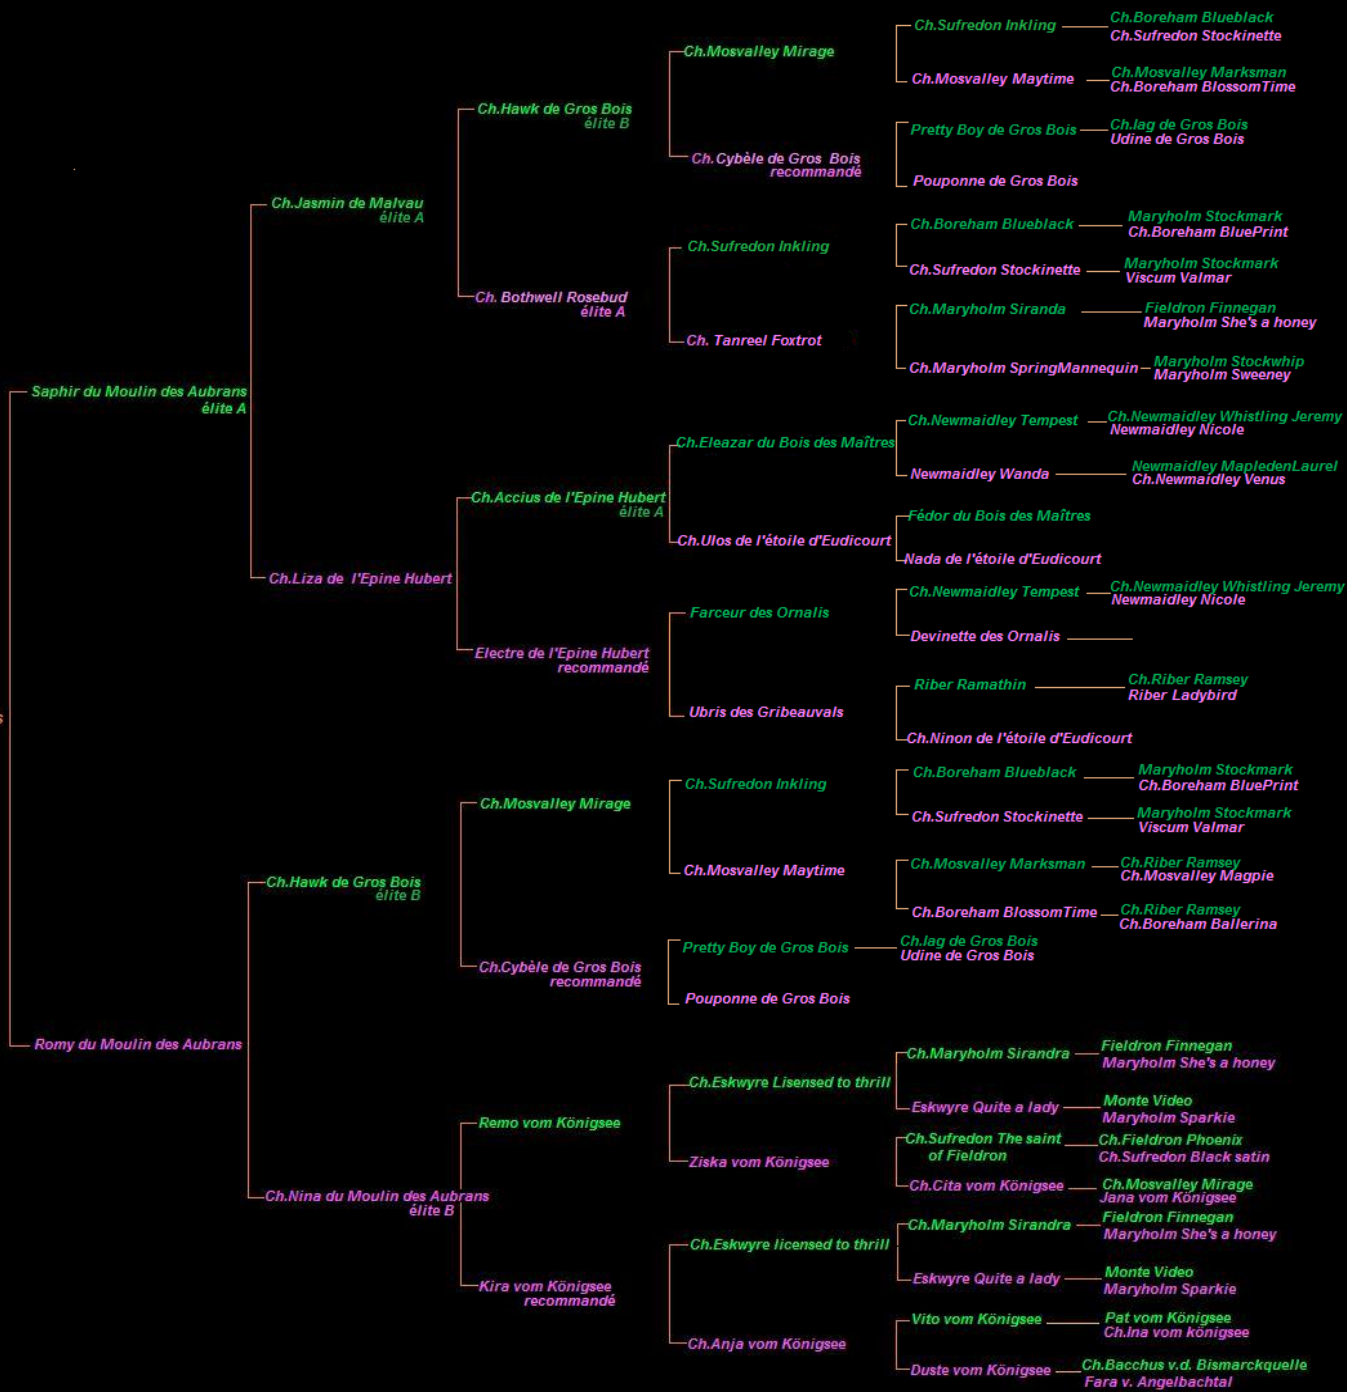 Ch.Boreham Blueblack
Ch.Sufredon Inkling
Ch.Sufredon Stockinette
Ch.Mosvalley Mirage
Ch.Mosvalley Marksman
Ch.Mosvalley Maytime
Ch.Boreham BlossomTime
Ch.Hawk de Gros Bois
élite B
Ch.Iag de Gros Bois
Pretty Boy de Gros Bois
Udine de Gros Bois
Ch.Cybèle de Gros Bois
recommandé
Pouponne de Gros Bois
Ch.Jasmin de Malvau
élite A
Maryholm Stockmark
Ch.Boreham Blueblack
Ch.Boreham BluePrint
Ch.Sufredon Inkling
Maryholm Stockmark
Ch.Sufredon Stockinette
Viscum Valmar
Ch. Bothwell Rosebud
élite A
Fieldron Finnegan
Ch.Maryholm Siranda
Maryholm She's a honey
Ch. Tanreel Foxtrot
Maryholm Stockwhip
Ch.Maryholm SpringMannequin
Maryholm Sweeney
Saphir du Moulin des Aubrans
élite A
Ch.Newmaidley Whistling Jeremy
Ch.Newmaidley Tempest
Newmaidley Nicole
Ch.Eleazar du Bois des Maîtres
Newmaidley MapledenLaurel
Newmaidley Wanda
Ch.Newmaidley Venus
Ch.Accius de l'Epine Hubert
élite A
Fédor du Bois des Maîtres
Ch.Ulos de l'étoile d'Eudicourt
Nada de l'étoile d'Eudicourt
Ch.Liza de l'Epine Hubert
Ch.Newmaidley Whistling Jeremy
Ch.Newmaidley Tempest
Newmaidley Nicole
Farceur des Ornalis
Devinette des Ornalis
Electre de l'Epine Hubert
recommandé
Ch.Riber Ramsey
Riber Ramathin
Riber Ladybird
Ubris des Gribeauvals
Ch.Ninon de l'étoile d'Eudicourt
s
Maryholm Stockmark
Ch.Boreham Blueblack
Ch.Boreham BluePrint
Ch.Sufredon Inkling
Ch.Mosvalley Mirage
Maryholm Stockmark
Ch.Sufredon Stockinette
Viscum Valmar
Ch.Riber Ramsey
Ch.Mosvalley Marksman
Ch.Mosvalley Magpie
Ch.Mosvalley Maytime
Ch.Hawk de Gros Bois
élite B
Ch.Riber Ramsey
Ch.Boreham BlossomTime
Ch.Boreham Ballerina
Ch.Iag de Gros Bois
Pretty Boy de Gros Bois
Udine de Gros Bois
Ch.Cybèle de Gros Bois
recommandé
Pouponne de Gros Bois
Romy du Moulin des Aubrans
Fieldron Finnegan
Ch.Maryholm Sirandra
Maryholm She's a honey
Ch.Eskwyre Lisensed to thrill
Monte Video
Eskwyre Quite a lady
Maryholm Sparkie
Remo vom Königsee
Ch.Sufredon The saint
of Fieldron
Ch.Fieldron Phoenix
Ch.Sufredon Black satin
Ziska vom Königsee
Ch.Mosvalley Mirage
Ch.Cita vom Königsee
Jana vom Königsee
Ch.Nina du Moulin des Aubrans
élite B
Fieldron Finnegan
Ch.Maryholm Sirandra
Maryholm She's a honey
Ch.Eskwyre licensed to thrill
Monte Video
Eskwyre Quite a lady
Maryholm Sparkie
Kira vom Königsee
recommandé
Pat vom Königsee
Vito vom Königsee
Ch.Ina vom königsee
Ch.Anja vom Königsee
Ch.Bacchus v.d. Bismarckquelle
Duste vom Königsee
Fara v. Angelbachtal